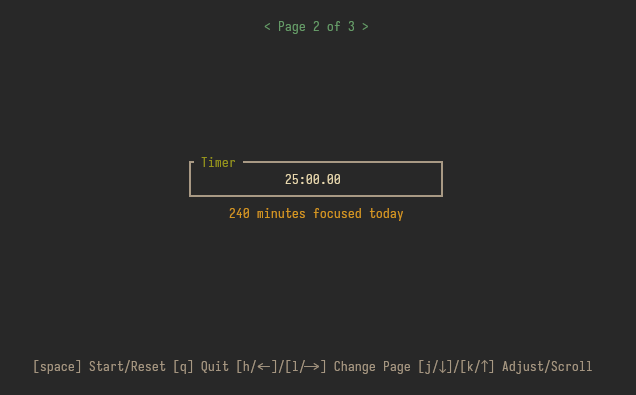 < Page 2 of 3 >
Timer
25:00.00
240 minutes focused today
[space] Start/Reset [q] Quit [h/←]/[l/→] Change Page [j/↓]/[k/↑] Adjust/Scroll